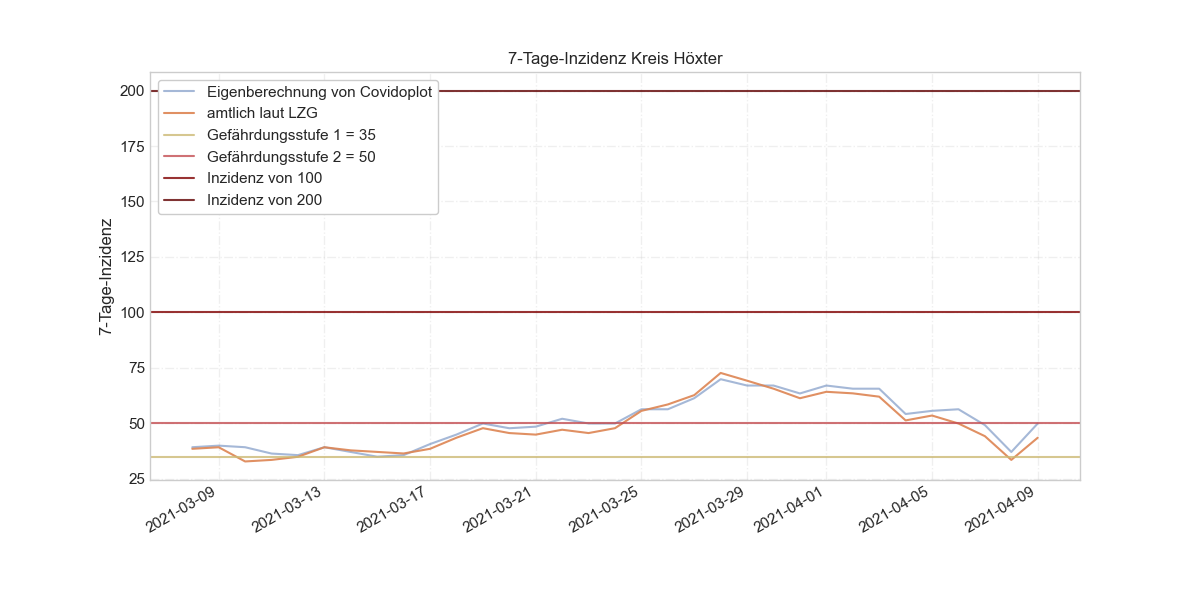 7-Tage-Inzidenz Kreis Höxter
Eigenberechnung von Covidoplot
amtlich laut LZG
Gefährdungsstufe 1 = 35
Gefährdungsstufe 2 = 50
Inzidenz von 100
Inzidenz von 200
7-Tage-Inzidenz
200
175
150
125
100
75
50
25
2021-03-09
2021-03-13
2021-03-17
2021-03-21
2021-03-25
2021-03-29
2021-04-01
2021-04-05
2021-04-09